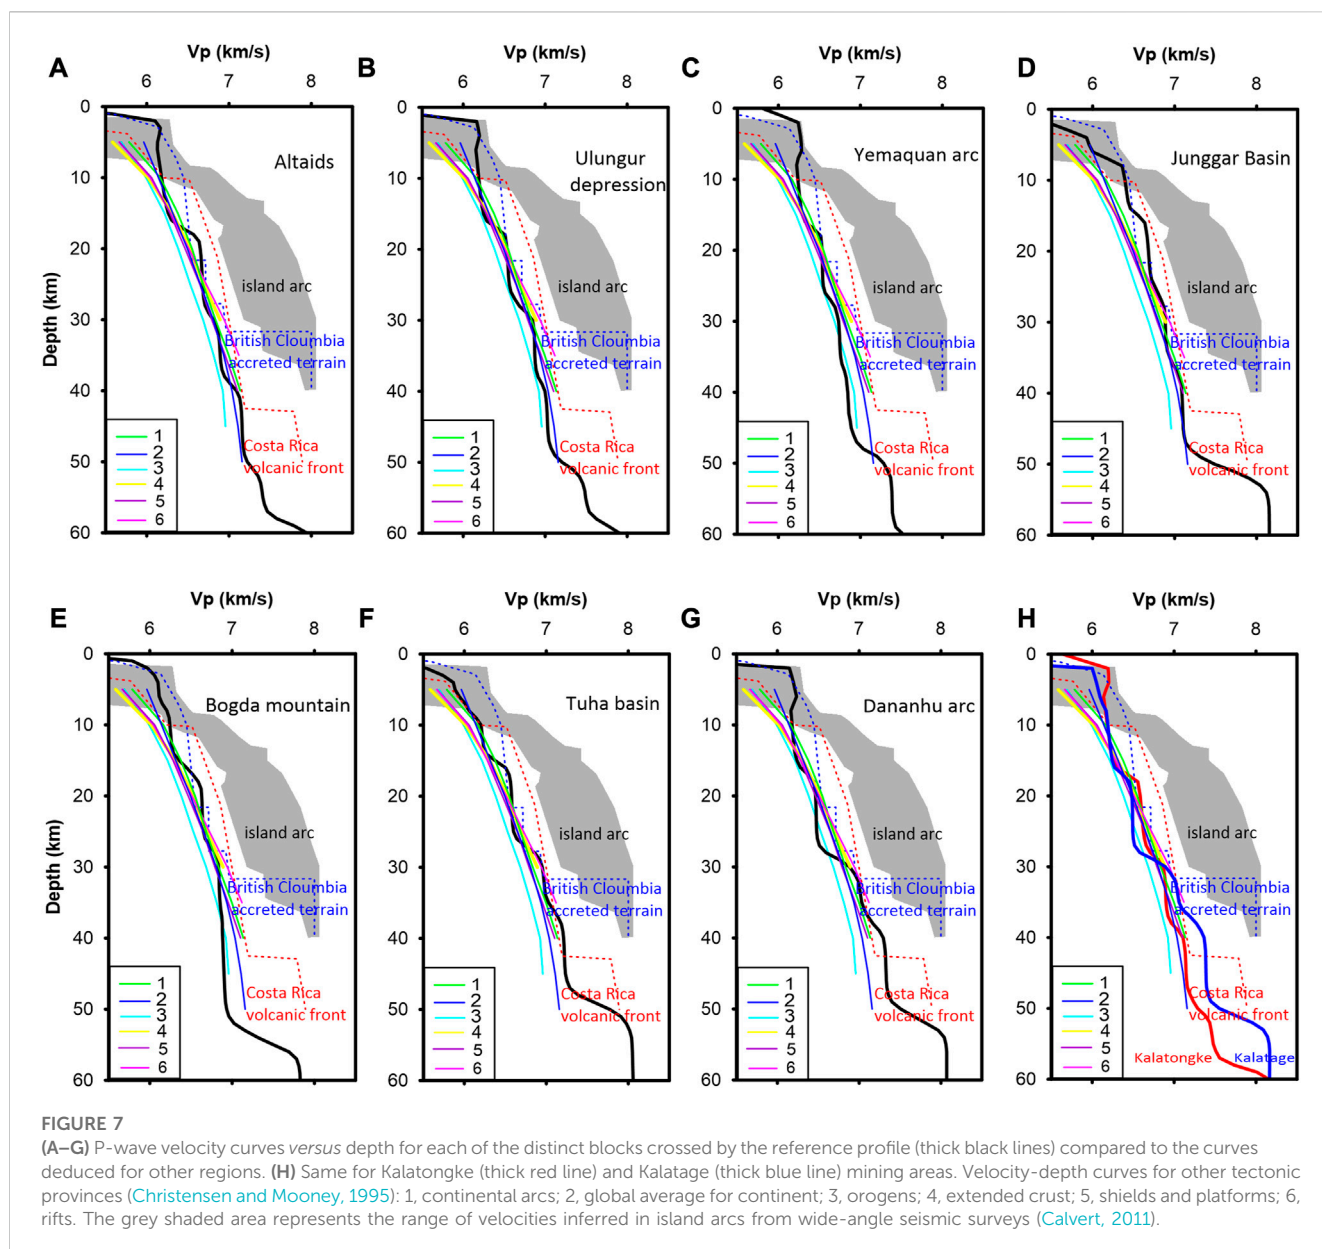 A
Vp (km/s)
6 7 8
Depth (km)
0
10
20
30
40
50
60
Altaids
island arc
British Cloumbia
accreted terrain
Costa Rica
volcanic front
1
2
3
4
5
6
B
Vp (km/s)
6 7 8
0
10
20
30
40
50
60
Ulungur
depression
island arc
British Cloumbia
accreted terrain
Costa Rica
volcanic front
1
2
3
4
5
6
C
Vp (km/s)
6 7 8
0
10
20
30
40
50
60
Yemaquan arc
island arc
British Cloumbia
accreted terrain
Costa Rica
volcanic front
1
2
3
4
5
6
D
Vp (km/s)
6 7 8
0
10
20
30
40
50
60
Junggar Basin
island arc
British Cloumbia
accreted terrain
Costa Rica
volcanic front
1
2
3
4
5
6
E
Vp (km/s)
6 7 8
Depth (km)
0
10
20
30
40
50
60
Bogda mountain
island arc
British Cloumbia
accreted terrain
Costa Rica
volcanic front
1
2
3
4
5
6
F
Vp (km/s)
6 7 8
0
10
20
30
40
50
60
Tuha basin
island arc
British Cloumbia
accreted terrain
Costa Rica
volcanic front
1
2
3
4
5
6
G
Vp (km/s)
6 7 8
0
10
20
30
40
50
60
Dananhu arc
island arc
British Cloumbia
accreted terrain
Costa Rica
volcanic front
1
2
3
4
5
6
H
Vp (km/s)
6 7 8
0
10
20
30
40
50
60
island arc
British Cloumbia
accreted terrain
Costa Rica
volcanic front
Kalatongke
Kalatage
1
2
3
4
5
6
FIGURE 7
(A–G) P-wave velocity curves versus depth for each of the distinct blocks crossed by the reference profile (thick black lines) compared to the curves
deduced for other regions. (H) Same for Kalatongke (thick red line) and Kalatage (thick blue line) mining areas. Velocity-depth curves for other tectonic
provinces (Christensen and Mooney, 1995): 1, continental arcs; 2, global average for continent; 3, orogens; 4, extended crust; 5, shields and platforms; 6,
rifts. The grey shaded area represents the range of velocities inferred in island arcs from wide-angle seismic surveys (Calvert, 2011).